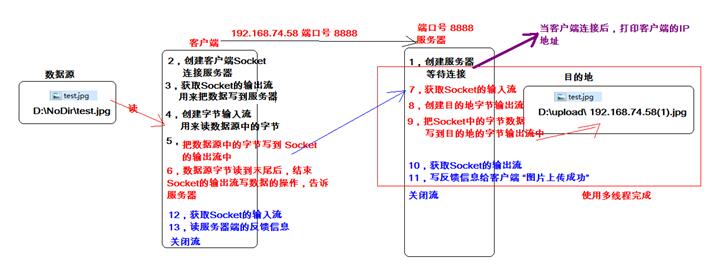 192.168.74.58 端口号 8888
客户端
端口号 8888
服务器
当客户端连接后，打印客户端的IP
地址
数据源
test.jpg
D:\NoDir\test.jpg
读
2，创建客户端Socket
连接服务器
3，获取Socket的输出流
用来把数据写到服务器
4，创建字节输入流
用来读数据源中的字节
5，
把数据源中的字节写到 Socket
的输出流中
6，数据源字节读到末尾后，结束
Socket的输出流写数据的操作，告诉
服务器
12，获取Socket的输入流
13，读服务器端的反馈信息
关闭流
1，创建服务器
等待连接
7，获取Socket的输入流
8，创建目的地字节输出流
9，把Socket中的字节数据
写到目的地的字节输出流中
10，获取Socket的输出流
11，写反馈信息给客户端 “图片上传成功”
关闭流
目的地
test.jpg
D:\upload\ 192.168.74.58(1).jpg
使用多线程完成